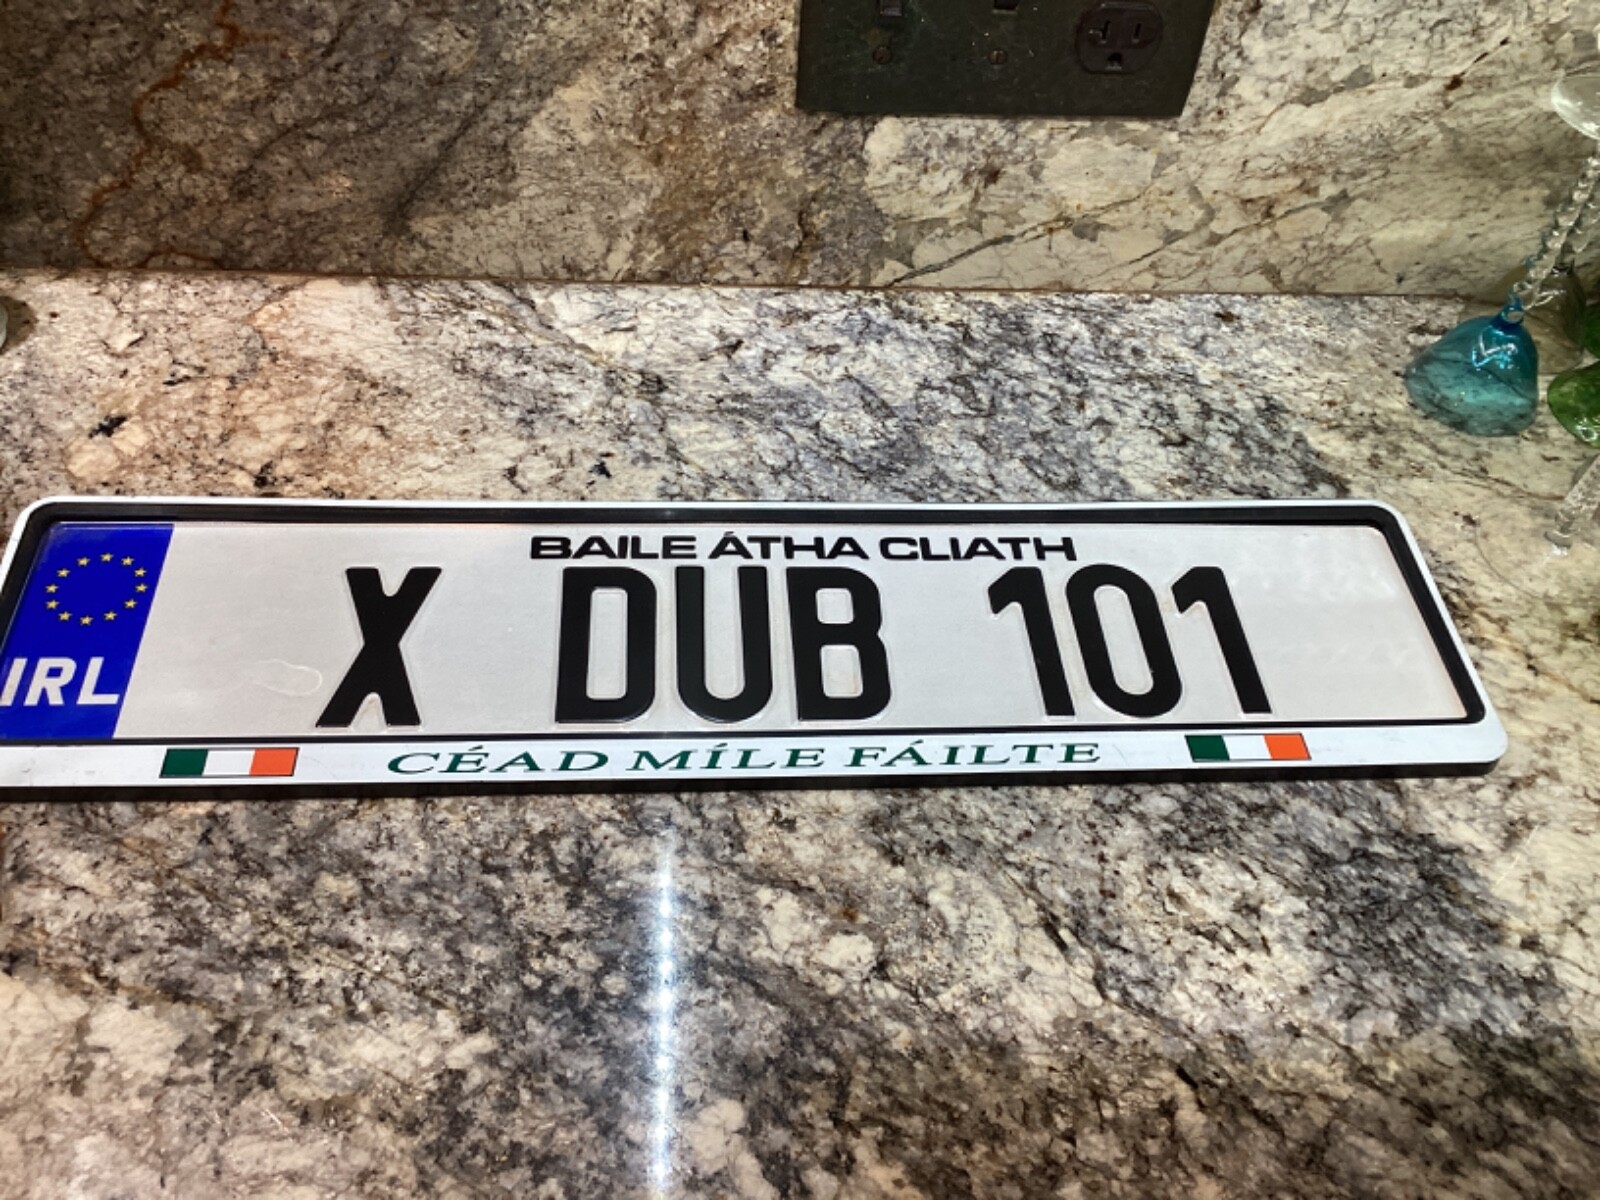 BAILE ÁTHA CLIATH
IRL
X DUB 101
CÉAD MÍLE FÁILTE